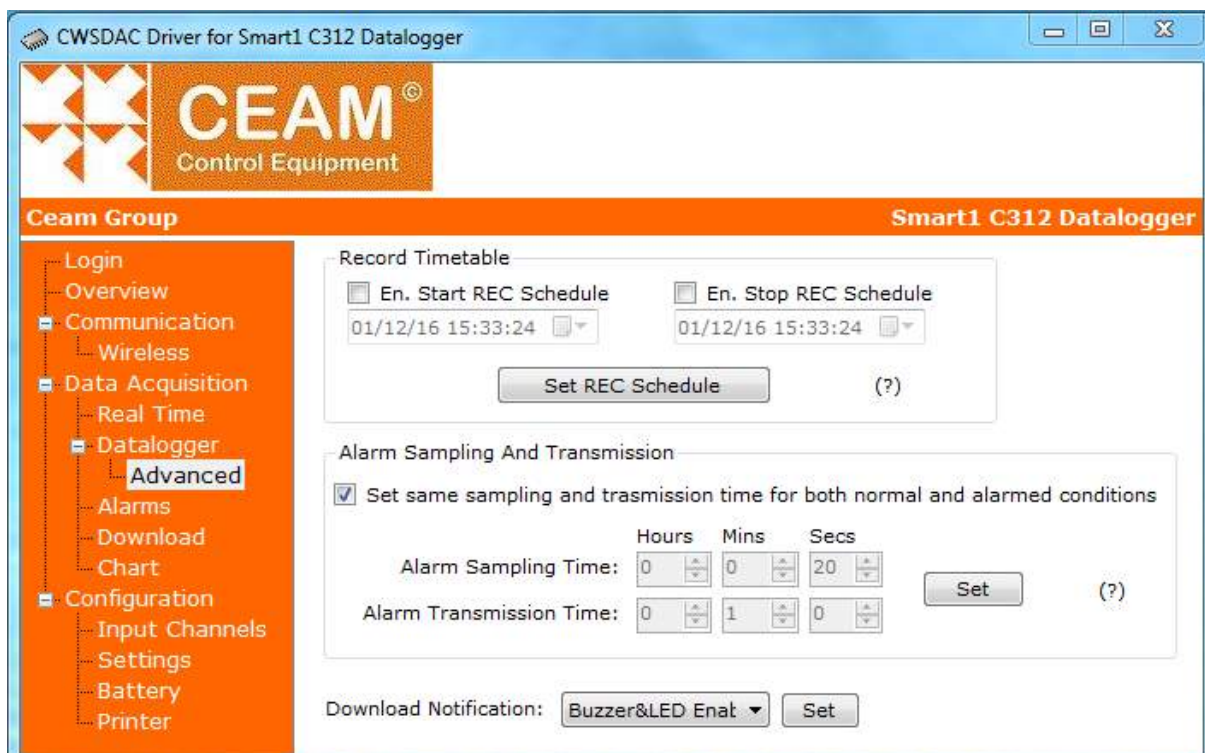 CWSDAC Driver for Smart1 C312 Datalogger
CEAM©
Control Equipment
Ceam Group
Smart1 C312 Datalogger
Login
Overview
Communication
Wireless
Data Acquisition
Real Time
Datalogger
Advanced
Alarms
Download
Chart
Configuration
Input Channels
Settings
Battery
Printer
Record Timetable
En. Start REC Schedule
En. Stop REC Schedule
01/12/16 15:33:24
01/12/16 15:33:24
Set REC Schedule
(?)
Alarm Sampling And Transmission
Set same sampling and trasmission time for both normal and alarmed conditions
Hours Mins Secs
Alarm Sampling Time: 0 0 20
Set
(?)
Alarm Transmission Time: 0 1 0
Download Notification: Buzzer&LED Enat Set